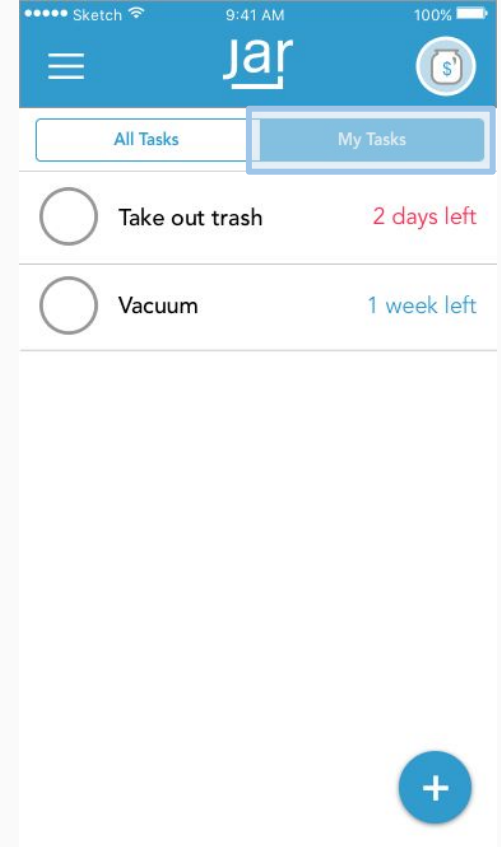 Sketch 9:41 AM 100%
Jar
$
All Tasks My Tasks
Take out trash 2 days left
Vacuum 1 week left
+